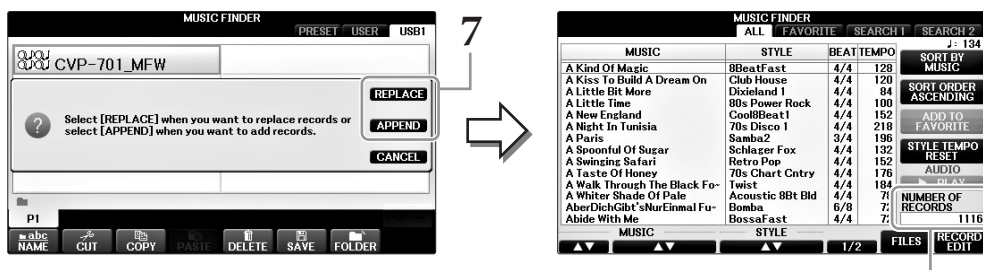 MUSIC FINDER
PRESET USER USB1
CVP-701_MFW
Select [REPLACE] when you want to replace records or
select [APPEND] when you want to add records.
REPLACE
APPEND
CANCEL
P1
abc
NAME CUT COPY PASTE DELETE SAVE FOLDER
7
MUSIC FINDER
ALL FAVORITE SEARCH 1 SEARCH 2
♩= 134
MUSIC STYLE BEAT TEMPO
A Kind Of Magic 8BeatFast 4/4 128
A Kiss To Build A Dream On Club House 4/4 120
A Little Bit More Dixieland 1 4/4 84
A Little Time 80s Power Rock 4/4 100
A New England Cool8Beat1 4/4 152
A Night In Tunisia 70s Disco 1 4/4 218
A Paris Samba2 3/4 196
A Spoonful Of Sugar Schlager Fox 4/4 132
A Swinging Safari Retro Pop 4/4 152
A Taste Of Honey 70s Chart Cntry 4/4 176
A Walk Through The Black Fo~ Twist 4/4 184
A Whiter Shade Of Pale Acoustic 8Bt Bld 4/4
AberDichGibt'sNurEinmal Fu~ Bomba 6/8
Abide With Me BossaFast 4/4
SORT BY
MUSIC
SORT ORDER
ASCENDING
ADD TO
FAVORITE
STYLE TEMPO
RESET
AUDIO
PLAY
NUMBER OF
RECORDS
1116
MUSIC STYLE
1/2 FILES RECORD
EDIT